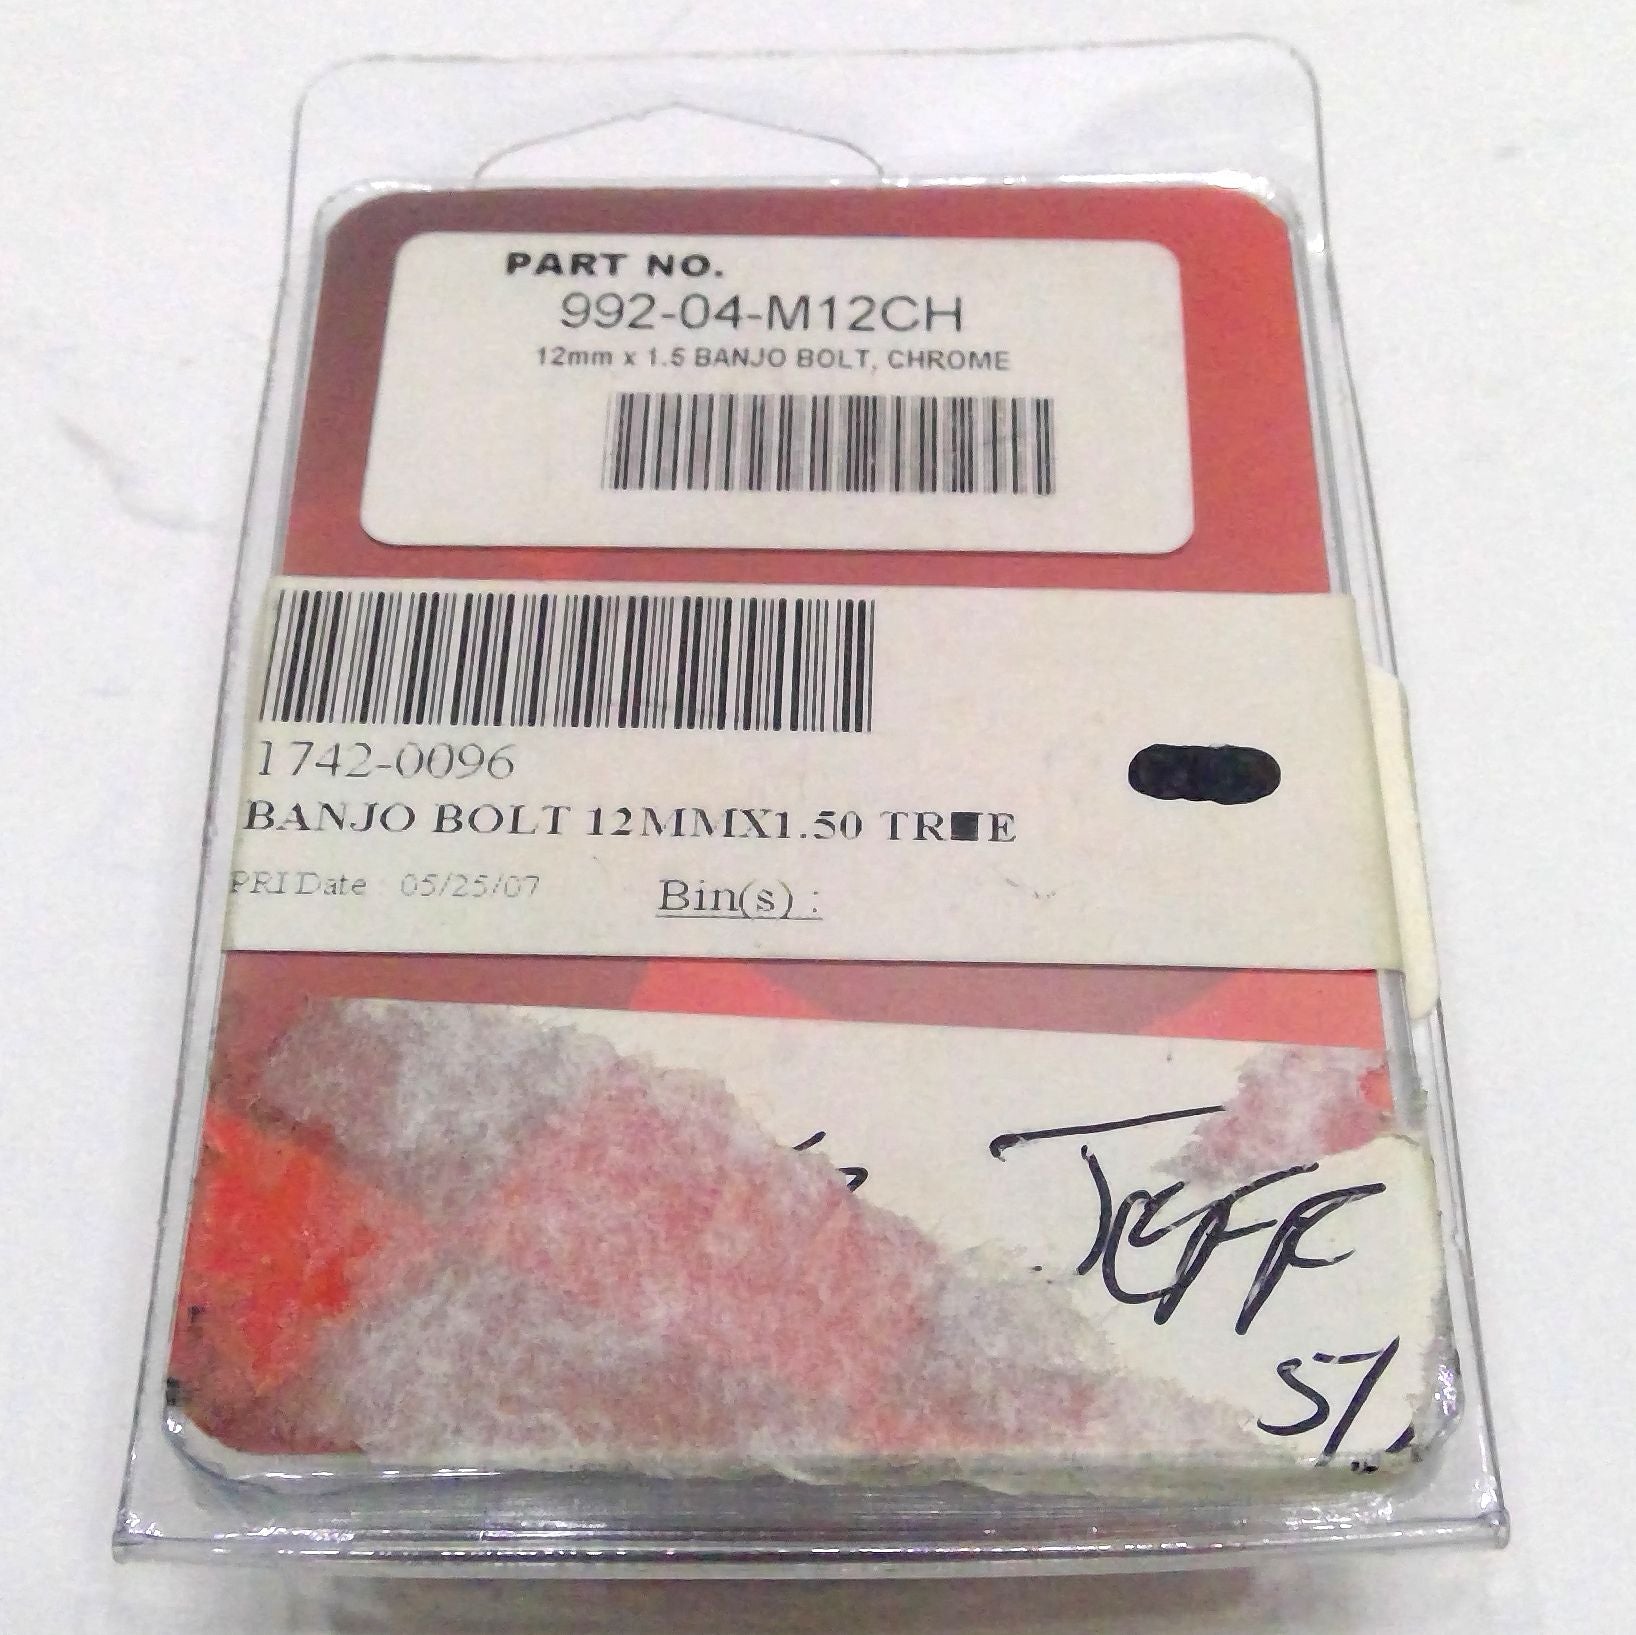 PART NO.
992-04-M12CH
12mm x 1.5 BANJO BOLT, CHROME
1742-0096
BANJO BOLT 12MMX1.50
PRI Date : 05/25/07 Bin(s) :
JEFF